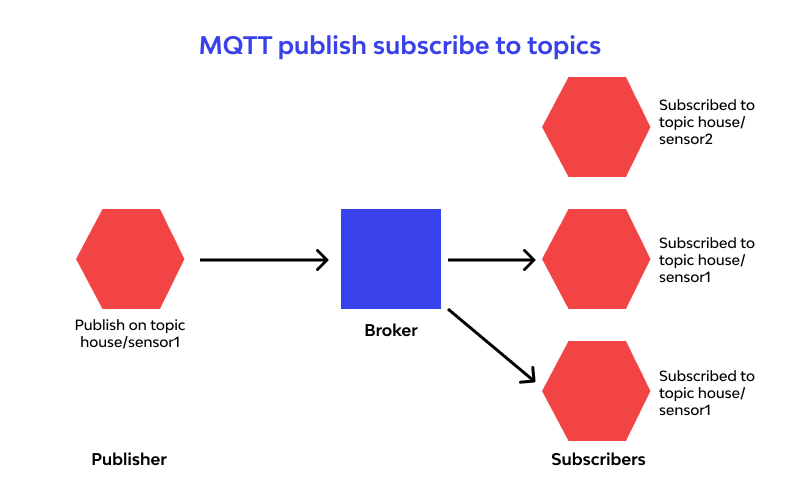 MQTT publish subscribe to topics
Subscribed to
topic house/
sensor2
Subscribed to
topic house/
sensor1
Publish on topic
house/sensor1
Broker
Subscribed to
topic house/
sensor1
Publisher
Subscribers